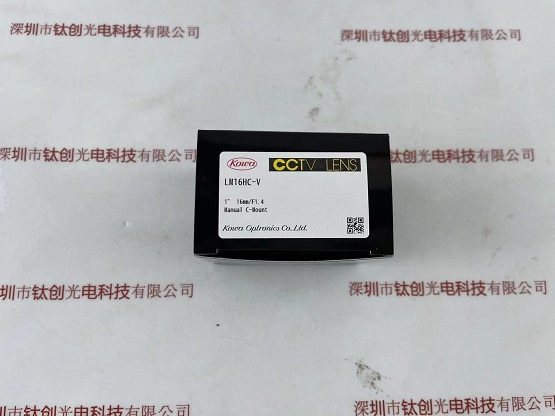 深圳市钛创光电科技有限公司
深圳市钛创光电科技有限公司
深圳市钛创光电科技有限公司
深圳市钛创光电科技有限公司
Kowa
CCTV LENS
LM16HC-V
1" 16mm/F1.4
Manual C-Mount
Kowa Optronics Co.,Ltd.
深圳市钛创光电科技有限公司
深圳市钛创光电科技有限公司
深圳市钛创光电科技有限公司
深圳市钛创光电科技有限公司